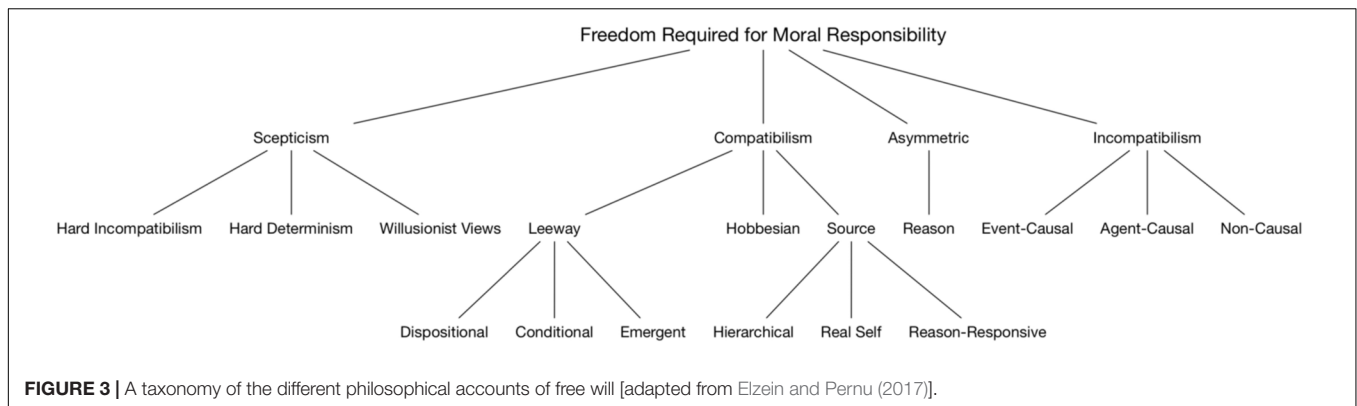 Freedom Required for Moral Responsibility
Scepticism Compatibilism Asymmetric Incompatibilism
Hard Incompatibilism Hard Determinism Willusionist Views Leeway Hobbesian Source Reason Event-Causal Agent-Causal Non-Causal
Dispositional Conditional Emergent Hierarchical Real Self Reason-Responsive
FIGURE 3 | A taxonomy of the different philosophical accounts of free will [adapted from Elzein and Pernu (2017)].